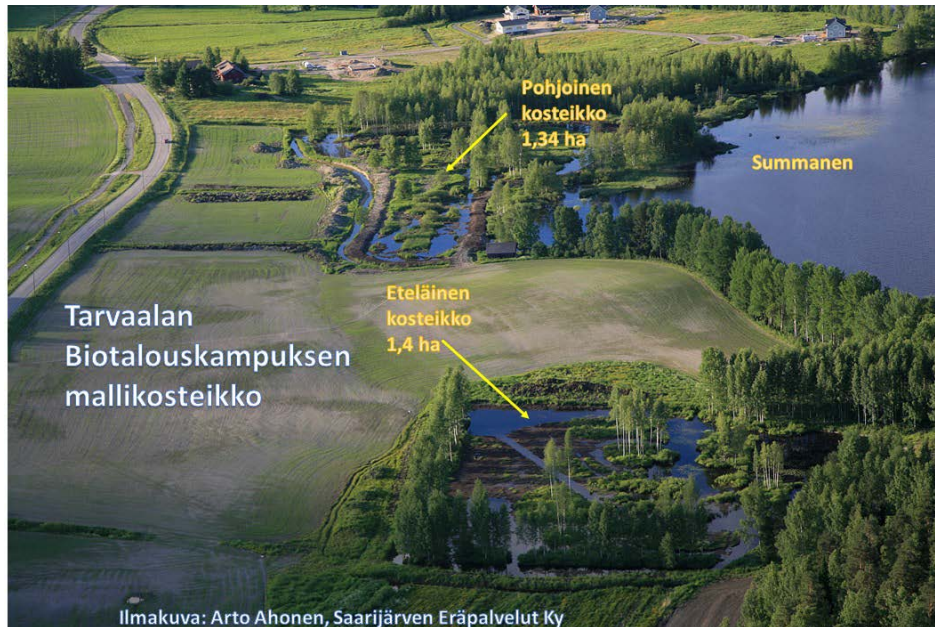 Pohjoinen
kosteikko
1,34 ha
Summanen
Eteläinen
kosteikko
1,4 ha
Tarvaalan
Biotalouskampuksen
mallikosteikko
Ilmakuva: Arto Ahonen, Saarijärven Eräpalvelut Ky